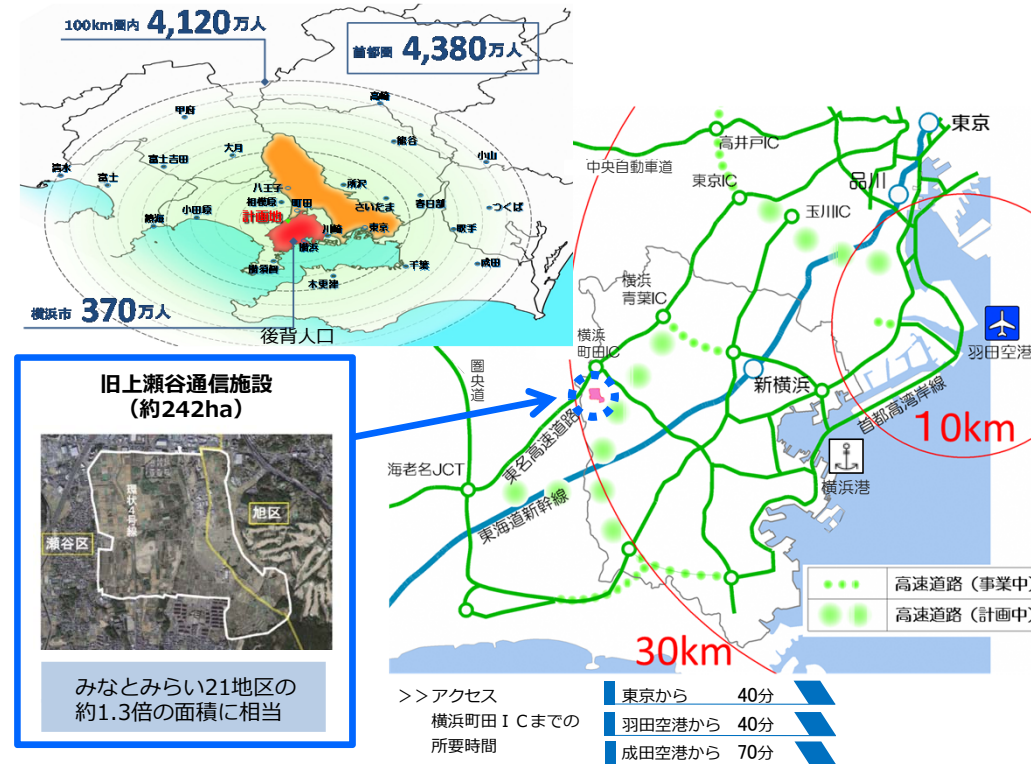 100km圏内 4,120万人
首都圏 4,380万人
高崎
甲府
熊谷
小山
大月
清水
富士吉田
富士
八王子
所沢
相模原
町田
さいたま
春日部
つくば
計画地
小田原
熱海
川崎
東京
取手
横浜
横須賀
千葉
成田
木更津
横浜市 370万人
後背人口
東京
高井戸IC
中央自動車道
品川
東京IC
玉川IC
横浜
青葉IC
羽田空港
横浜
町田IC
圏央道
新横浜
首都高湾岸線
10km
東名高速道路
海老名JCT
横浜港
東海道新幹線
高速道路（事業中）
高速道路（計画中）
30km
旧上瀬谷通信施設
（約242ha）
環状4号線
旭区
瀬谷区
みなとみらい21地区の
約1.3倍の面積に相当
>>アクセス
横浜町田ＩＣまでの
所要時間
東京から 40分
羽田空港から 40分
成田空港から 70分